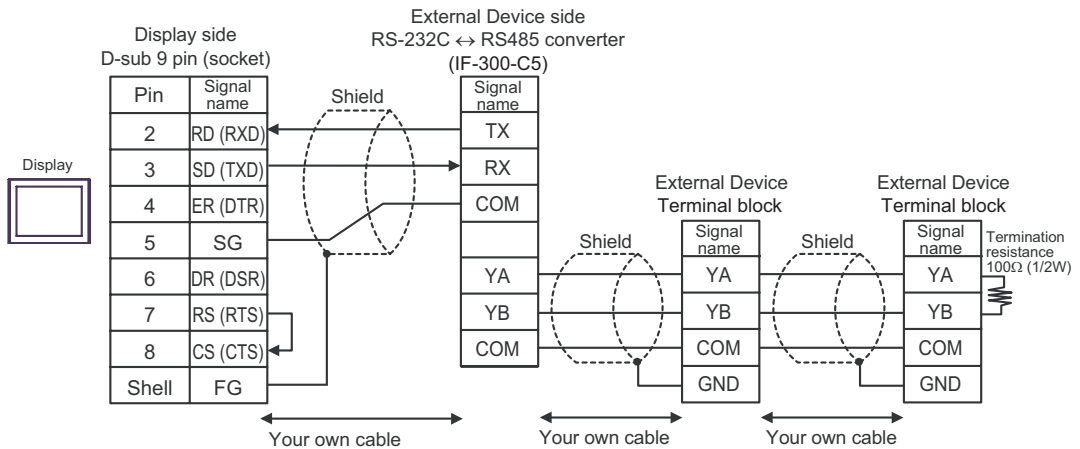 External Device side
RS-232C ↔ RS485 converter
(IF-300-C5)
Display side
D-sub 9 pin (socket)
Display
Pin Signal name
2 RD (RXD)
3 SD (TXD)
4 ER (DTR)
5 SG
6 DR (DSR)
7 RS (RTS)
8 CS (CTS)
Shell FG
Shield
Signal name
TX
RX
COM
YA
YB
COM
Shield
External Device
Terminal block
Signal name
YA
YB
COM
GND
Shield
External Device
Terminal block
Signal name
YA
YB
COM
GND
Termination
resistance
100Ω (1/2W)
Your own cable
Your own cable
Your own cable